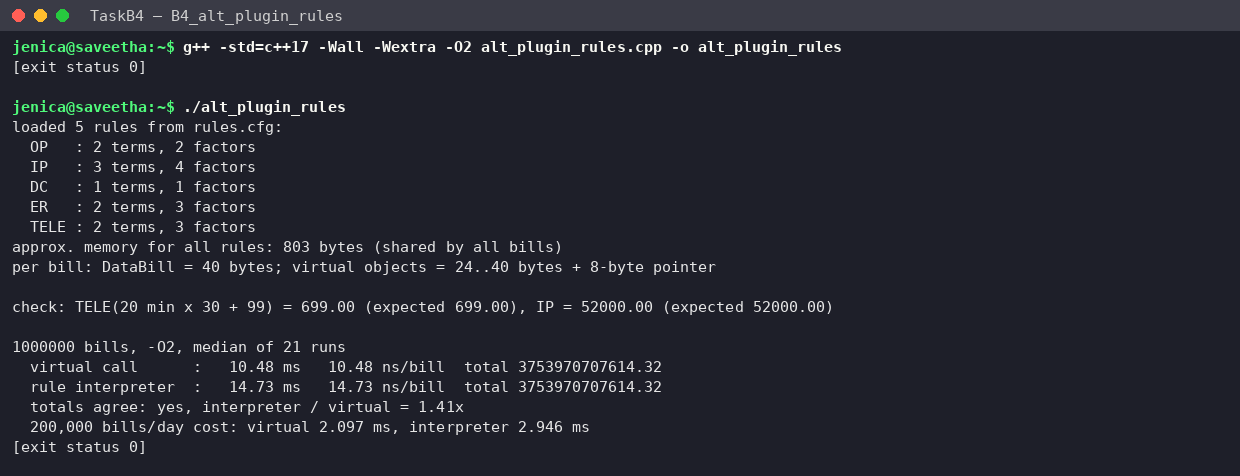 TaskB4 — B4_alt_plugin_rules
jenica@saveetha:~$ g++ -std=c++17 -Wall -Wextra -O2 alt_plugin_rules.cpp -o alt_plugin_rules
[exit status 0]
jenica@saveetha:~$ ./alt_plugin_rules
loaded 5 rules from rules.cfg:
  OP   : 2 terms, 2 factors
  IP   : 3 terms, 4 factors
  DC   : 1 terms, 1 factors
  ER   : 2 terms, 3 factors
  TELE : 2 terms, 3 factors
approx. memory for all rules: 803 bytes (shared by all bills)
per bill: DataBill = 40 bytes; virtual objects = 24..40 bytes + 8-byte pointer
check: TELE(20 min x 30 + 99) = 699.00 (expected 699.00), IP = 52000.00 (expected 52000.00)
1000000 bills, -O2, median of 21 runs
  virtual call      :   10.48 ms   10.48 ns/bill  total 3753970707614.32
  rule interpreter  :   14.73 ms   14.73 ns/bill  total 3753970707614.32
  totals agree: yes, interpreter / virtual = 1.41x
  200,000 bills/day cost: virtual 2.097 ms, interpreter 2.946 ms
[exit status 0]